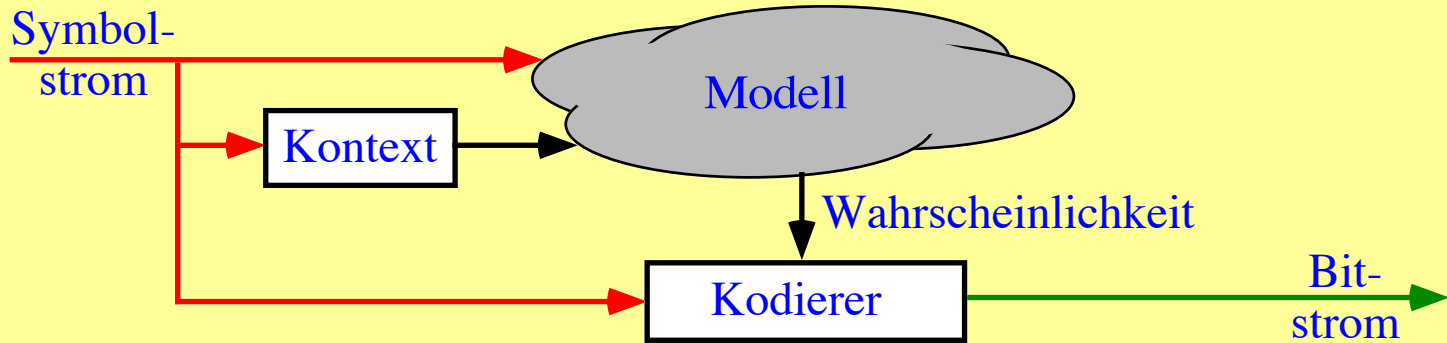 Symbol-
strom
Modell
Kontext
Wahrscheinlichkeit
Kodierer
Bit-
strom